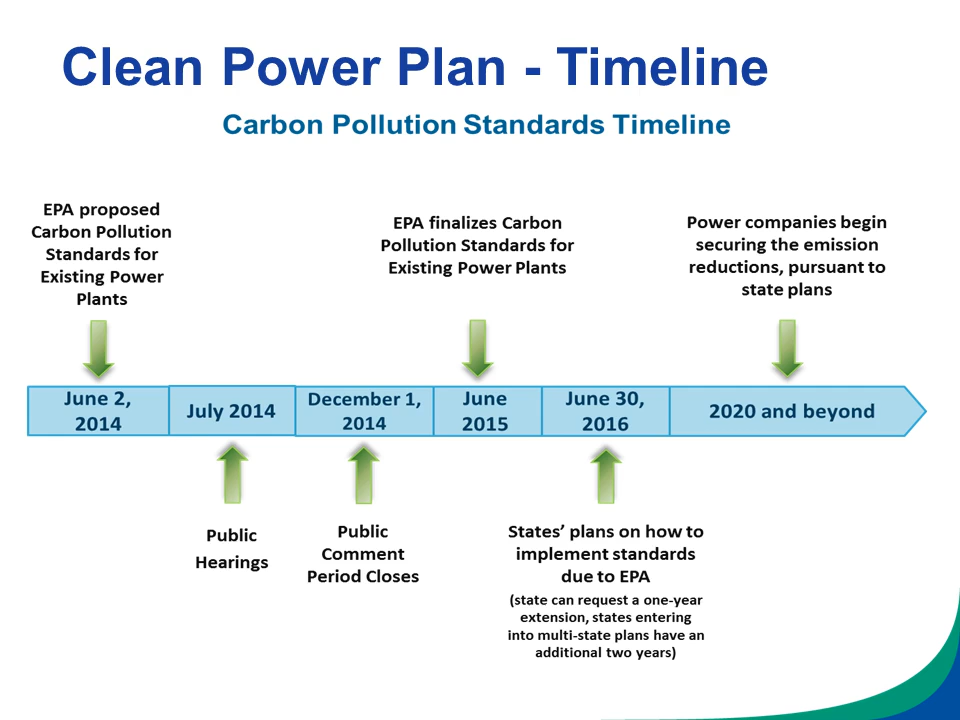 Clean Power Plan - Timeline
Carbon Pollution Standards Timeline
EPA proposed
Carbon Pollution
Standards for
Existing Power
Plants
EPA finalizes Carbon
Pollution Standards for
Existing Power Plants
Power companies begin
securing the emission
reductions, pursuant to
state plans
June 2,
2014
July 2014
December 1,
2014
June
2015
June 30,
2016
2020 and beyond
Public
Hearings
Public
Comment
Period Closes
States’ plans on how to
implement standards
due to EPA
(state can request a one-year
extension, states entering
into multi-state plans have an
additional two years)